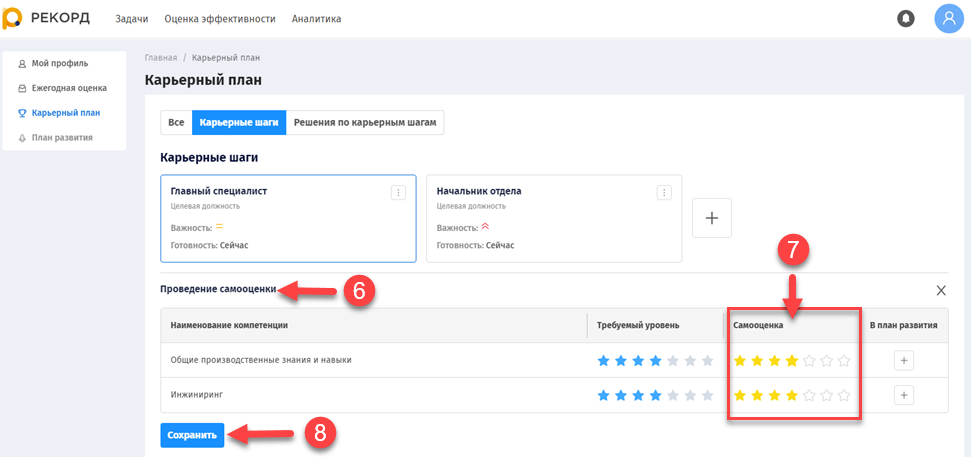 РЕКОРД Задачи Оценка эффективности Аналитика
Мой профиль
Ежегодная оценка
Карьерный план
План развития
Главная / Карьерный план
Карьерный план
Все Карьерные шаги Решения по карьерным шагам
Карьерные шаги
Главный специалист
Целевая должность
Важность:
Готовность: Сейчас
Начальник отдела
Целевая должность
Важность:
Готовность: Сейчас
7
Проведение самооценки 6
Наименование компетенции Требуемый уровень Самооценка В план развития
Общие производственные знания и навыки
Инжиниринг
Сохранить 8